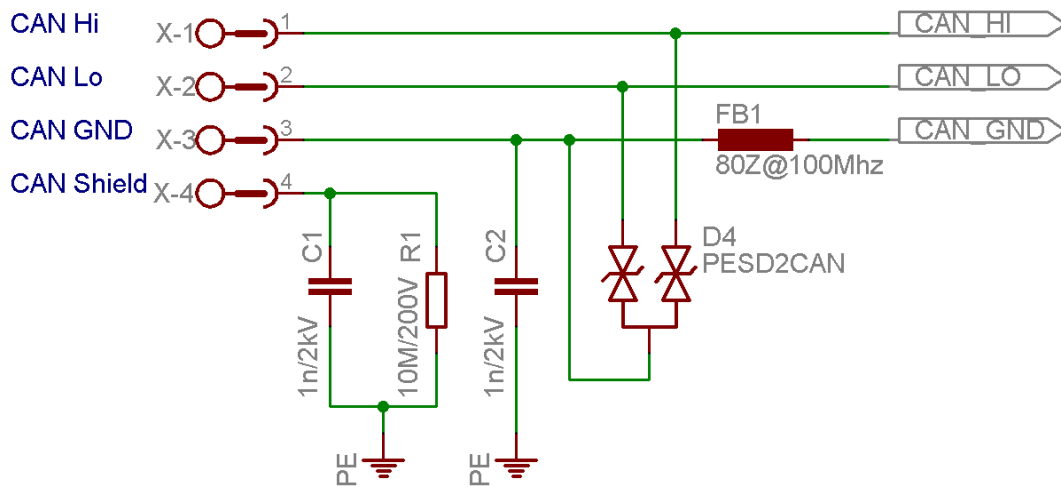 CAN Hi
X-1
1
CAN_HI
CAN Lo
X-2
2
CAN_LO
CAN GND
X-3
3
FB1
80Z@100Mhz
CAN_GND
CAN Shield
X-4
4
C1
1n/2kV
R1
10M/200V
C2
1n/2kV
D4
PESD2CAN
PE
PE